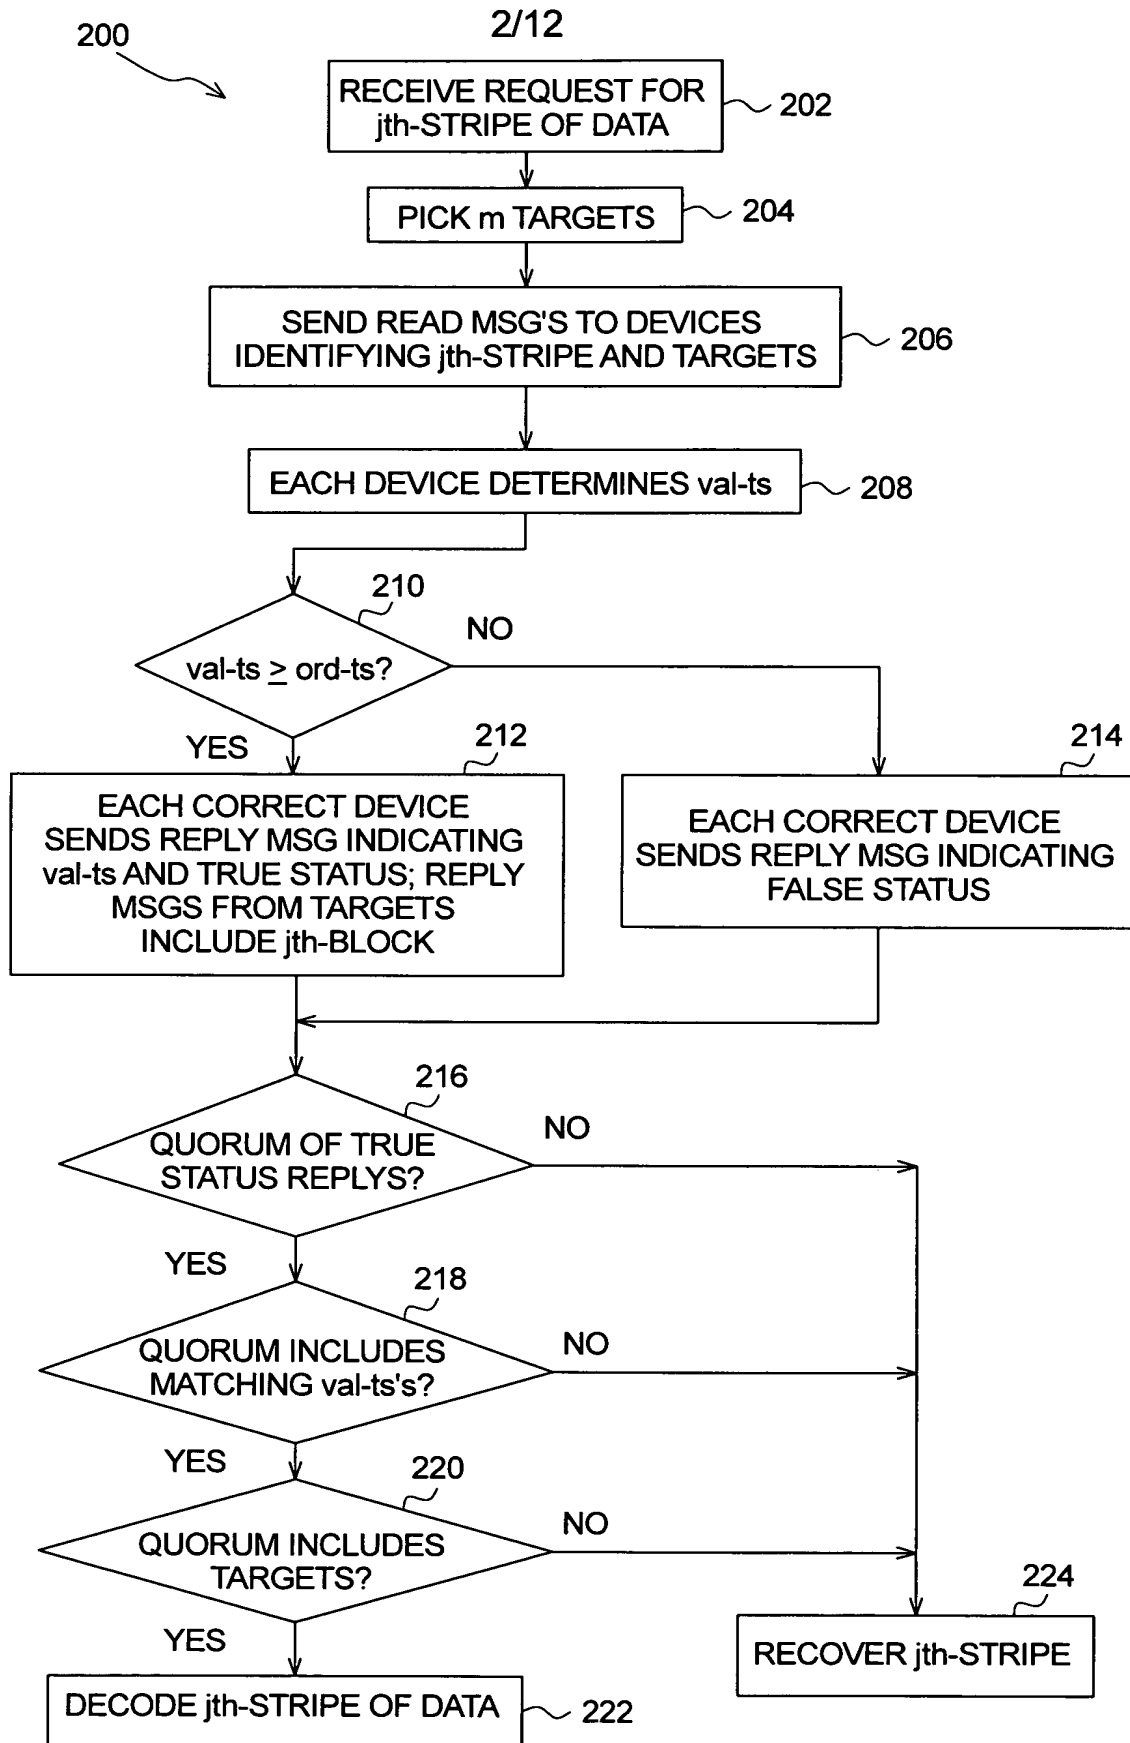 2/12
200
RECEIVE REQUEST FOR
jth-STRIPE OF DATA
202
PICK m TARGETS
204
SEND READ MSG'S TO DEVICES
IDENTIFYING jth-STRIPE AND TARGETS
206
EACH DEVICE DETERMINES val-ts
208
210
val-ts ≥ ord-ts?
NO
YES
212
EACH CORRECT DEVICE
SENDS REPLY MSG INDICATING
val-ts AND TRUE STATUS; REPLY
MSGS FROM TARGETS
INCLUDE jth-BLOCK
214
EACH CORRECT DEVICE
SENDS REPLY MSG INDICATING
FALSE STATUS
216
QUORUM OF TRUE
STATUS REPLYS?
NO
YES
218
QUORUM INCLUDES
MATCHING val-ts's?
NO
YES
220
QUORUM INCLUDES
TARGETS?
NO
YES
224
RECOVER jth-STRIPE
DECODE jth-STRIPE OF DATA
222